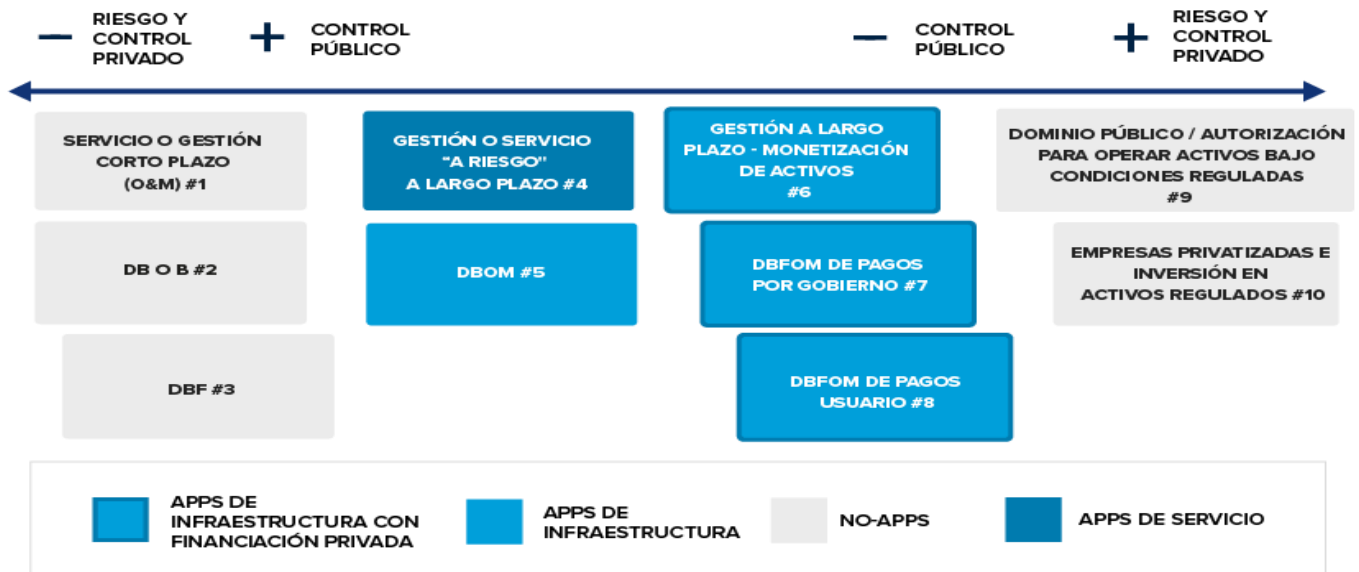 — RIESGO Y
CONTROL
PRIVADO
+ CONTROL
PÚBLICO
— CONTROL
PÚBLICO
+ RIESGO Y
CONTROL
PRIVADO
SERVICIO O GESTIÓN
CORTO PLAZO
(O&M) #1
GESTIÓN O SERVICIO
"A RIESGO"
A LARGO PLAZO #4
GESTIÓN A LARGO
PLAZO - MONETIZACIÓN
DE ACTIVOS
#6
DOMINIO PÚBLICO / AUTORIZACIÓN
PARA OPERAR ACTIVOS BAJO
CONDICIONES REGULADAS
#9
DB O B #2
DBOM #5
DBFOM DE PAGOS
POR GOBIERNO #7
EMPRESAS PRIVATIZADAS E
INVERSIÓN EN
ACTIVOS REGULADOS #10
DBF #3
DBFOM DE PAGOS
USUARIO #8
APPS DE
INFRAESTRUCTURA CON
FINANCIACIÓN PRIVADA
APPS DE
INFRAESTRUCTURA
NO-APPS
APPS DE SERVICIO